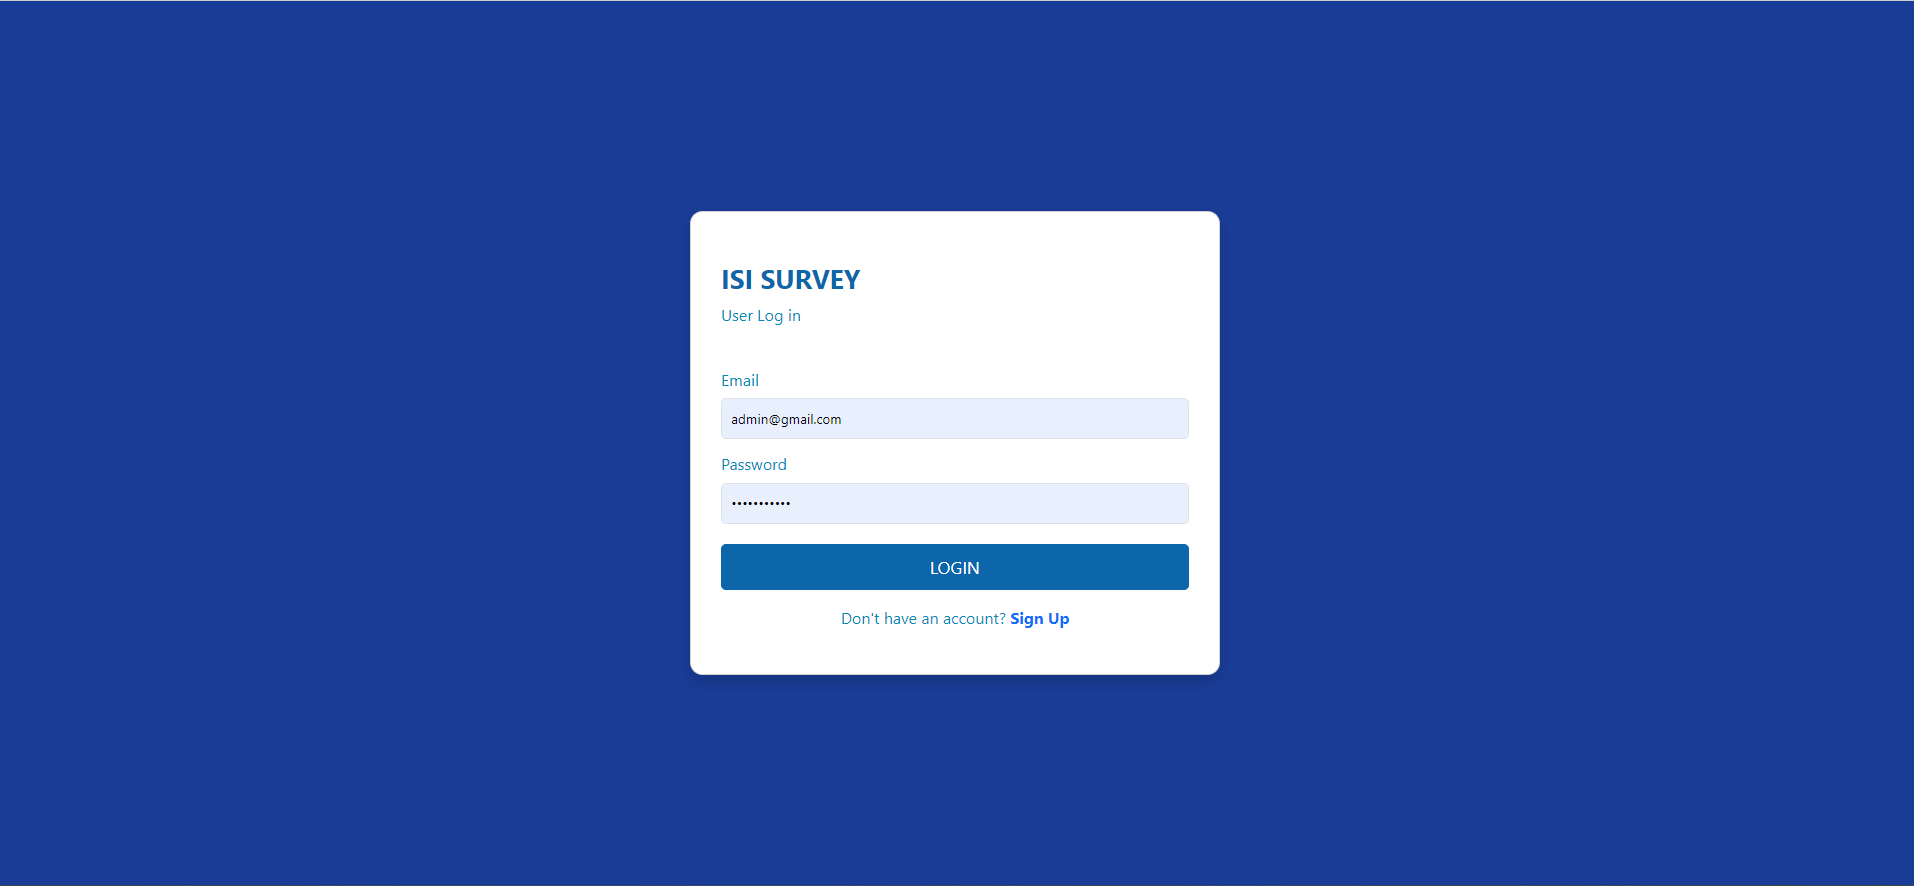 ISI SURVEY
User Log in
Email
admin@gmail.com
Password
•••••••••••
LOGIN
Don't have an account? Sign Up